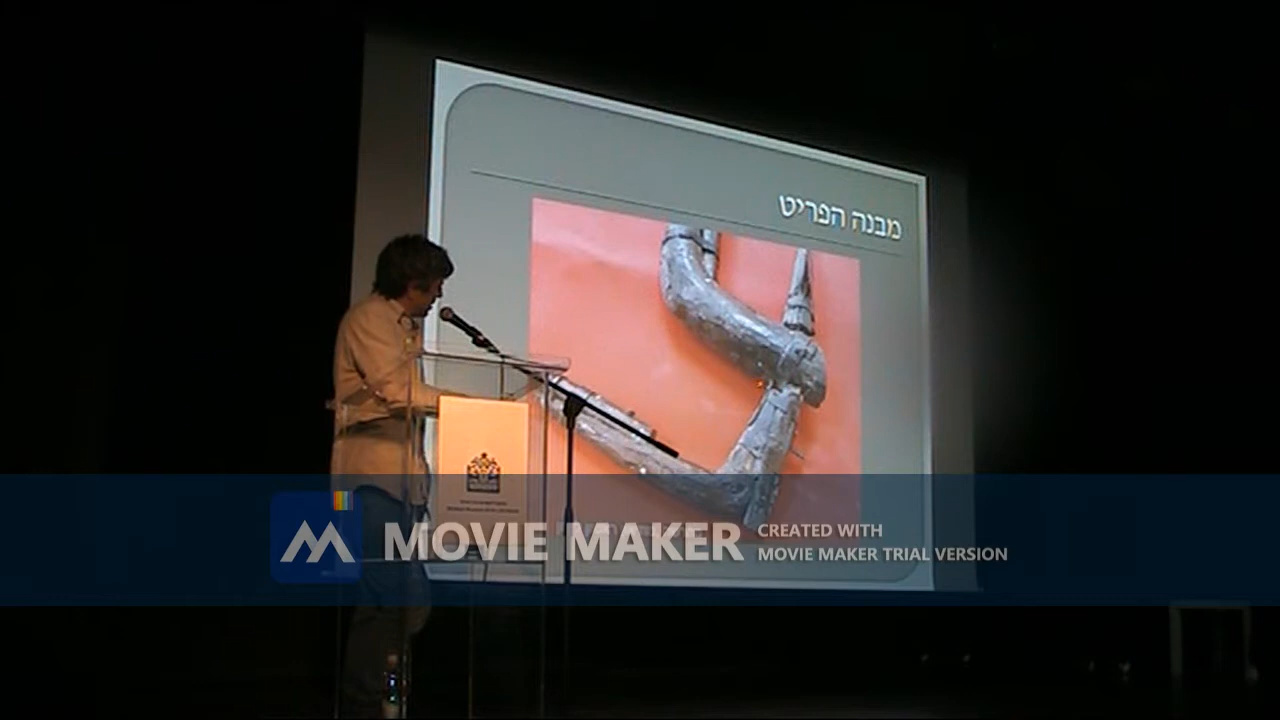 מבנה הפריט
MOVIE MAKER
CREATED WITH
MOVIE MAKER TRIAL VERSION